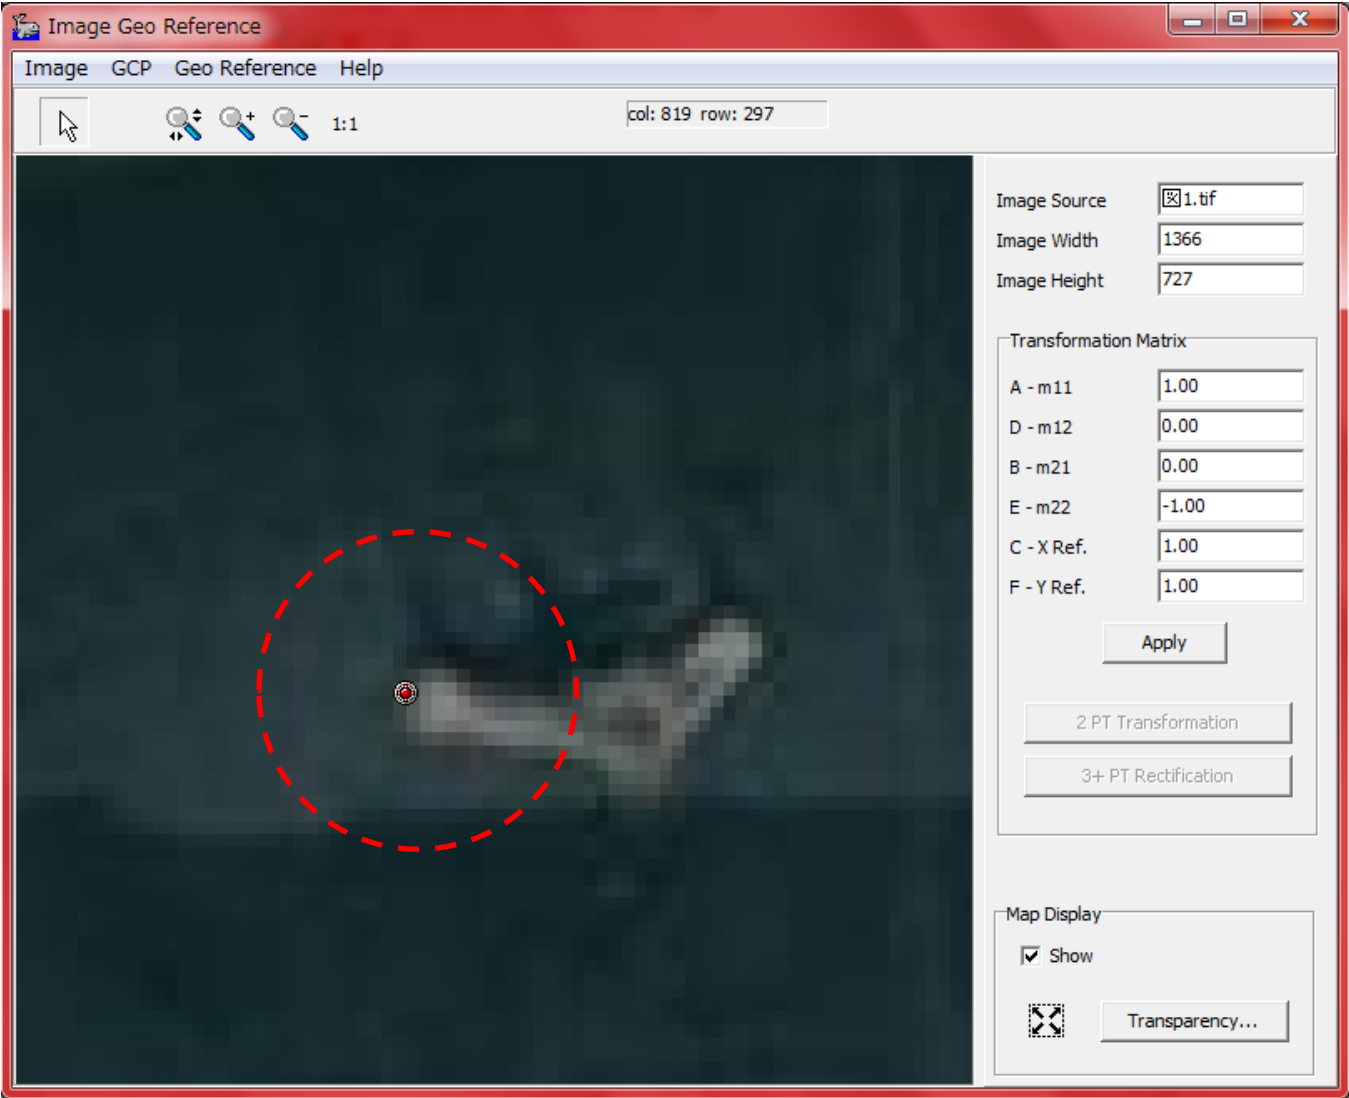 Image Geo Reference
Image GCP Geo Reference Help
1:1
col: 819 row: 297
Image Source 図1.tif
Image Width 1366
Image Height 727
Transformation Matrix
A - m11 1.00
D - m12 0.00
B - m21 0.00
E - m22 -1.00
C - X Ref. 1.00
F - Y Ref. 1.00
Apply
2 PT Transformation
3+ PT Rectification
Map Display
Show
Transparency...